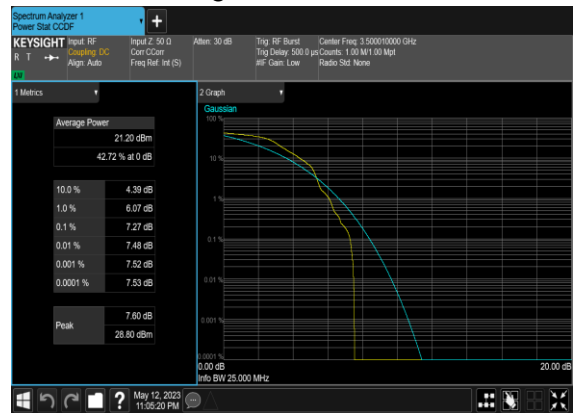 Spectrum Analyzer 1
Power Stat CCDF
+
KEYSIGHT
R T
LXI
Input: RF
Coupling: DC
Align: Auto
Input Z: 50 Ω
Corr CCorr
Freq Ref: Int (S)
Atten: 30 dB
Trig: RF Burst
Trig Delay: 500.0 µs
#IF Gain: Low
Center Freq: 3.500010000 GHz
Counts: 1.00 M/1.00 Mpt
Radio Std: None
1 Metrics
Average Power
21.20 dBm
42.72 % at 0 dB
10.0 % 4.39 dB
1.0 % 6.07 dB
0.1 % 7.27 dB
0.01 % 7.48 dB
0.001 % 7.52 dB
0.0001 % 7.53 dB
Peak
7.60 dB
28.80 dBm
2 Graph
Gaussian
100 %
10 %
1 %
0.1 %
0.01 %
0.001 %
0.0001 %
0.00 dB 20.00 dB
Info BW 25.000 MHz
?
May 12, 2023
11:05:20 PM